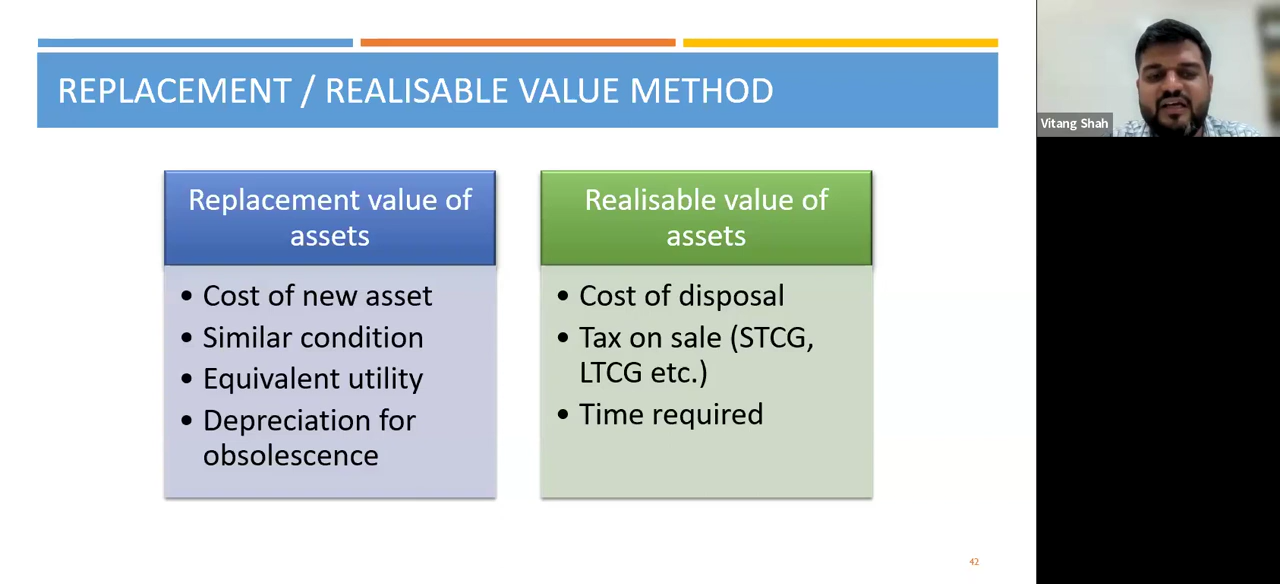 REPLACEMENT / REALISABLE VALUE METHOD
Replacement value of
assets
• Cost of new asset
• Similar condition
• Equivalent utility
• Depreciation for
obsolescence
Realisable value of
assets
• Cost of disposal
• Tax on sale (STCG,
LTCG etc.)
• Time required
42
Vitang Shah